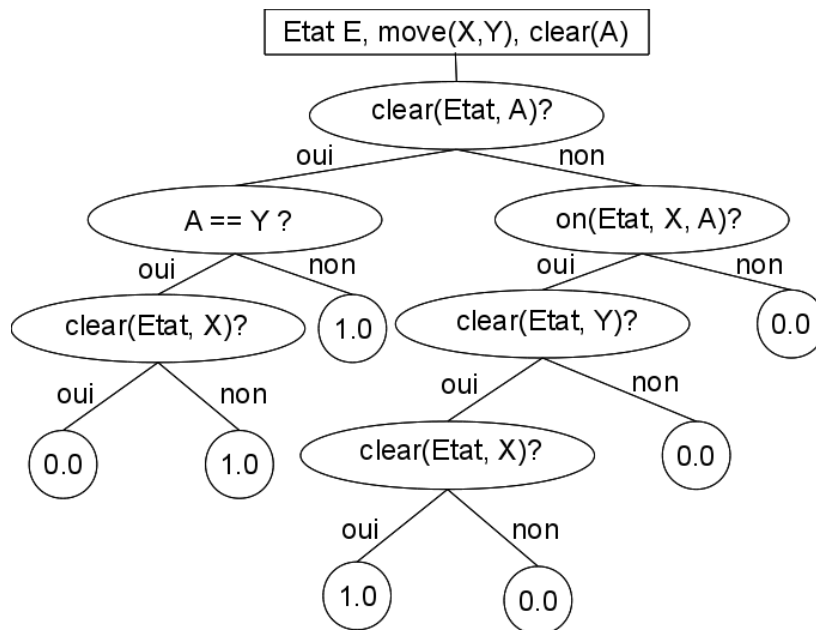 Etat E, move(X,Y), clear(A)
clear(Etat, A)?
oui
non
A == Y ?
on(Etat, X, A)?
oui
non
oui
non
clear(Etat, X)?
1.0
clear(Etat, Y)?
0.0
oui
non
oui
non
0.0
1.0
clear(Etat, X)?
0.0
oui
non
1.0
0.0